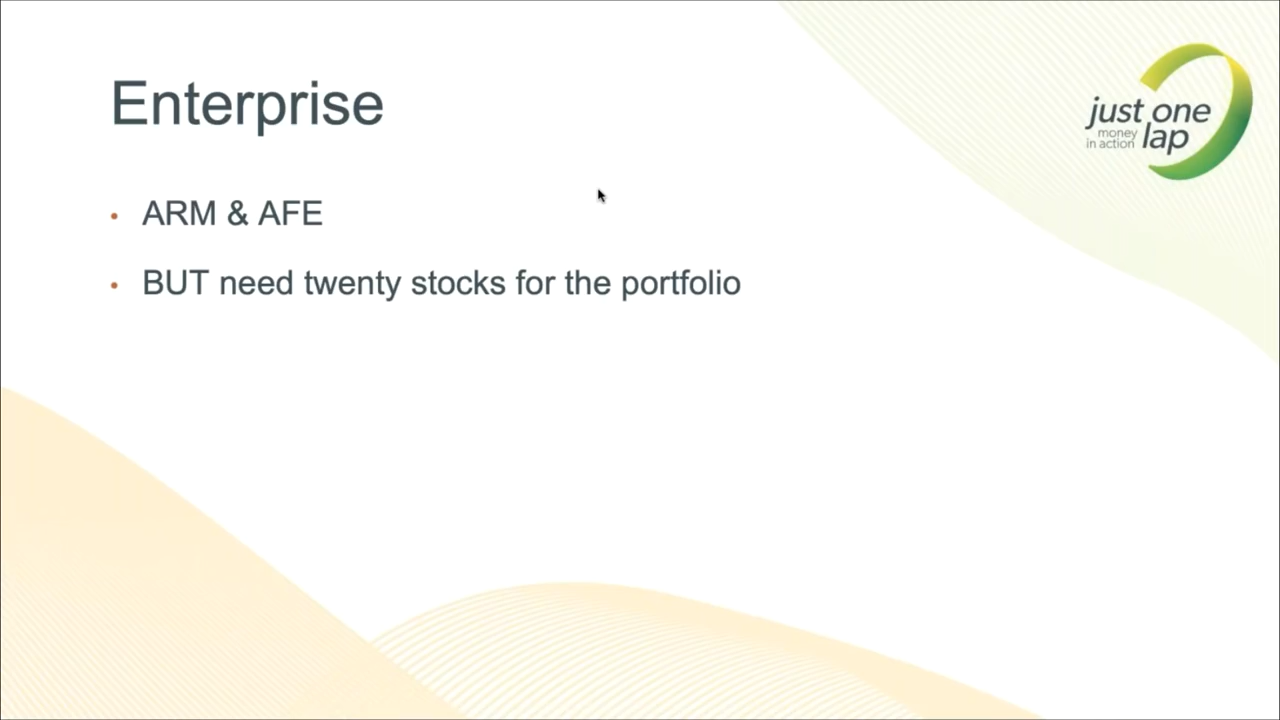 Enterprise
just one
money
in action lap
• ARM & AFE
• BUT need twenty stocks for the portfolio